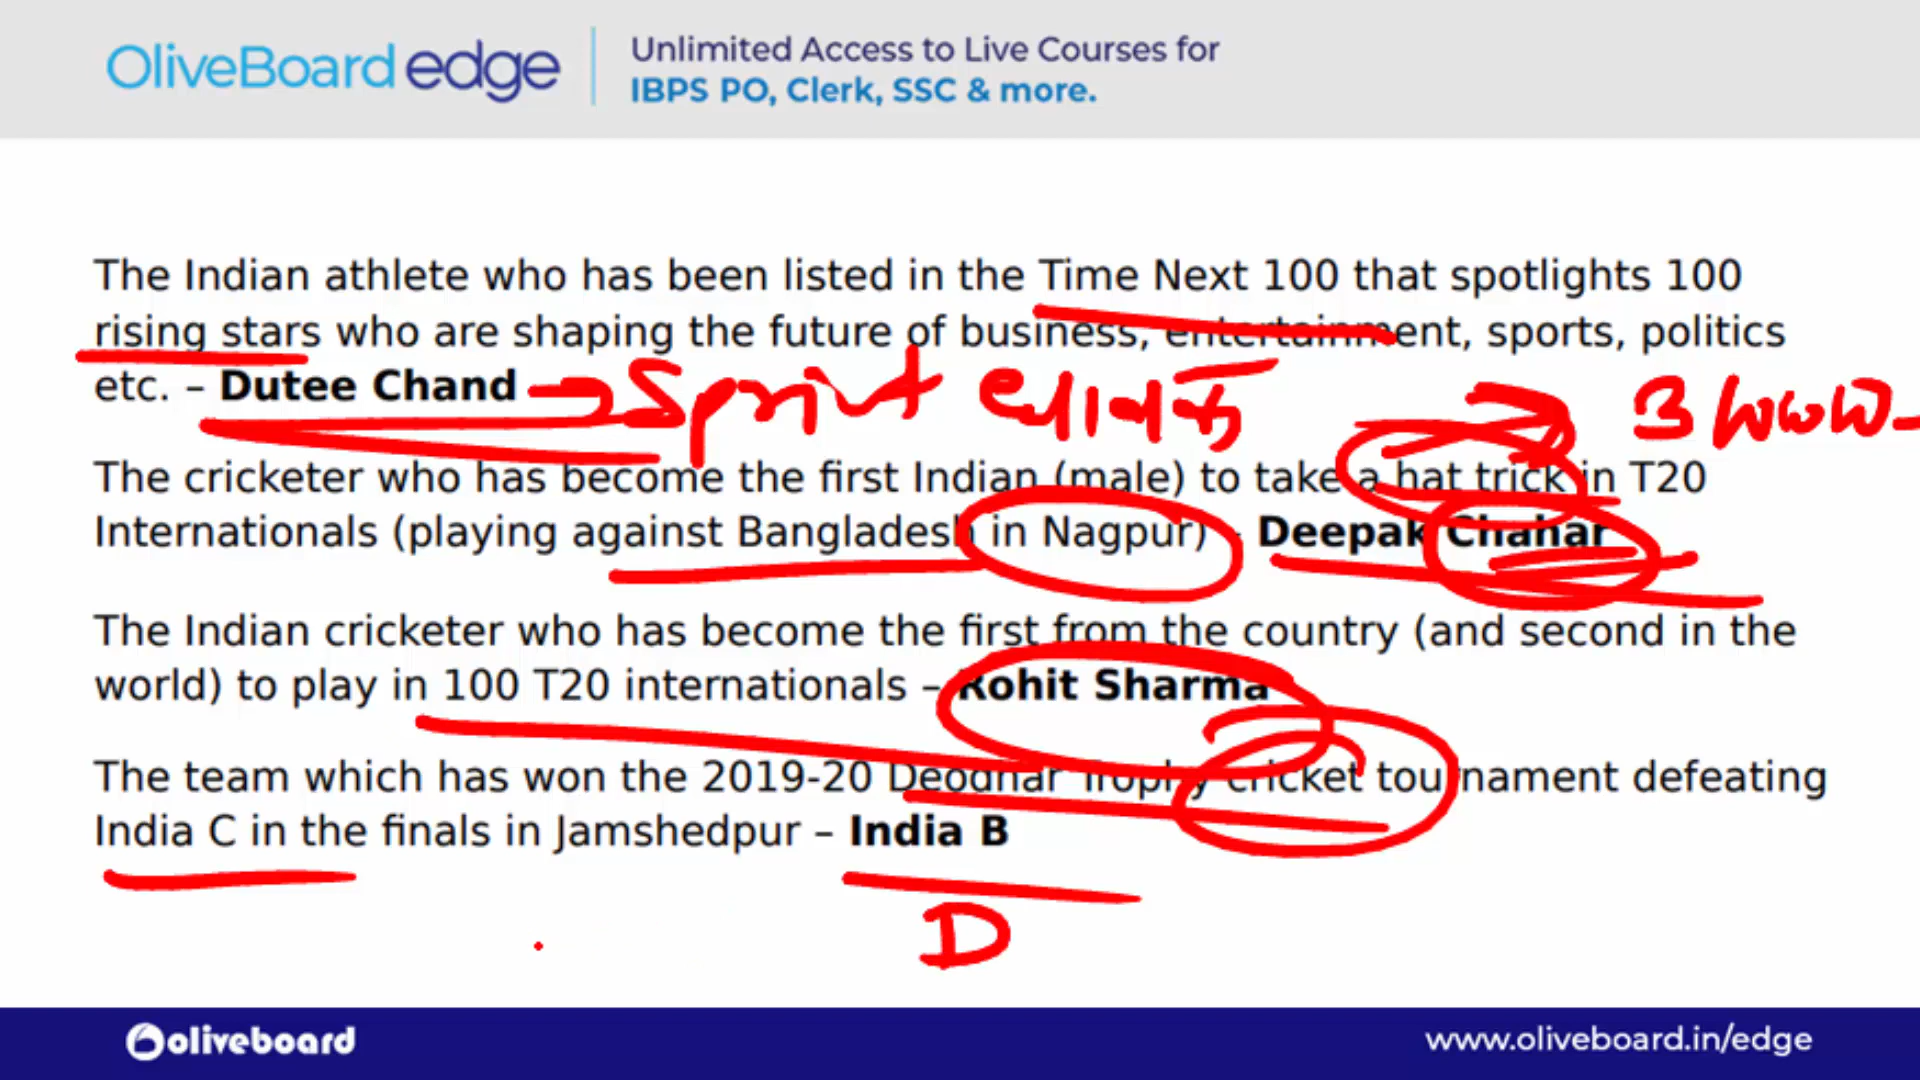 OliveBoard edge
Unlimited Access to Live Courses for
IBPS PO, Clerk, SSC & more.
The Indian athlete who has been listed in the Time Next 100 that spotlights 100
rising stars who are shaping the future of business, entertainment, sports, politics
etc. – Dutee Chand
Sprint धावक
3 www
The cricketer who has become the first Indian (male) to take a hat trick in T20
Internationals (playing against Bangladesh in Nagpur) - Deepak Chahar
The Indian cricketer who has become the first from the country (and second in the
world) to play in 100 T20 internationals – Rohit Sharma
The team which has won the 2019-20 Deodhar Trophy cricket tournament defeating
India C in the finals in Jamshedpur – India B
D
oliveboard
www.oliveboard.in/edge